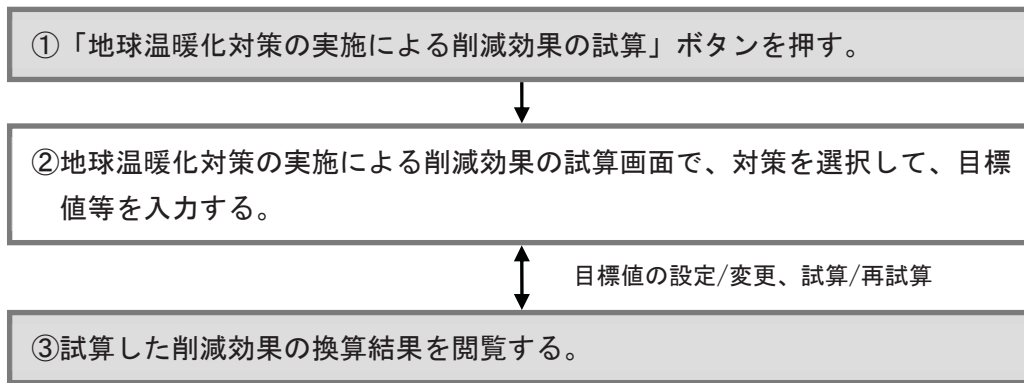 ①「地球温暖化対策の実施による削減効果の試算」ボタンを押す。
②地球温暖化対策の実施による削減効果の試算画面で、対策を選択して、目標
値等を入力する。
目標値の設定/変更、試算/再試算
③試算した削減効果の換算結果を閲覧する。